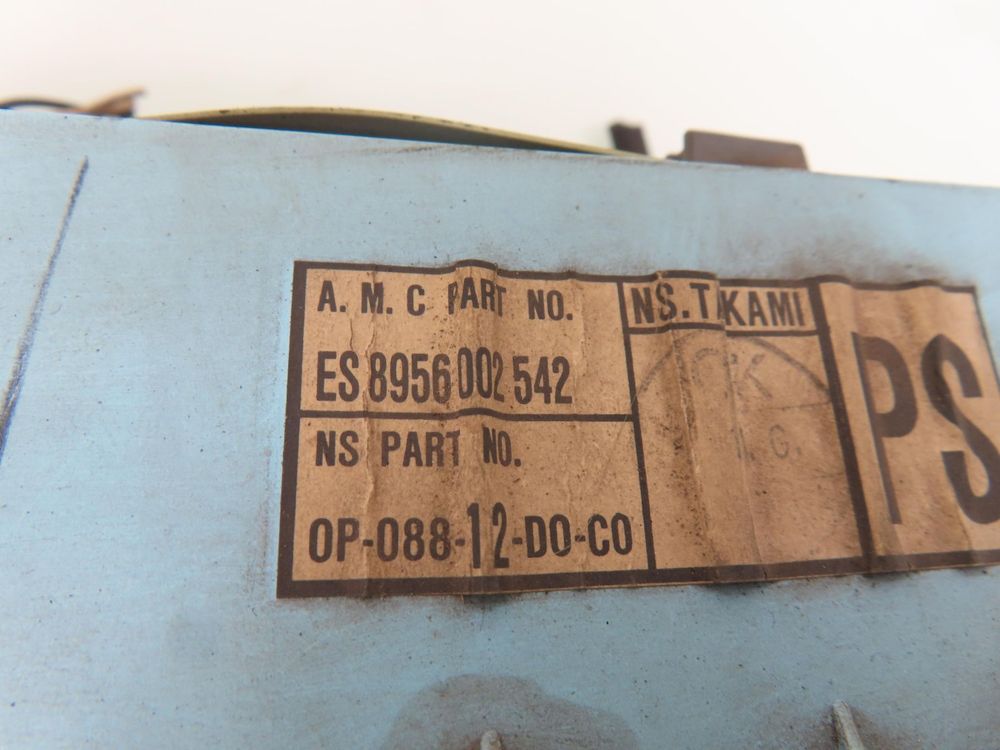 A. M. C PART NO.
ES 8956 002 542
NS PART NO.
OP-088-12-DO-CO
NS. TAKAMI
PS